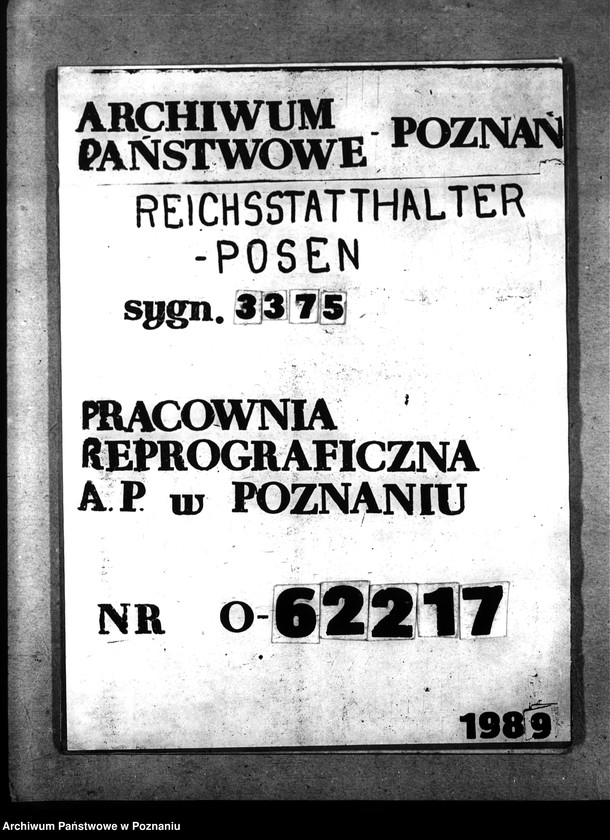 ARCHIWUM
PAŃSTWOWE - POZNAŃ
REICHSSTATTHALTER
-POSEN
sygn. 3375
PRACOWNIA
REPROGRAFICZNA
A.P. w POZNANIU
NR O-62217
1989
Archiwum Państwowe w Poznaniu